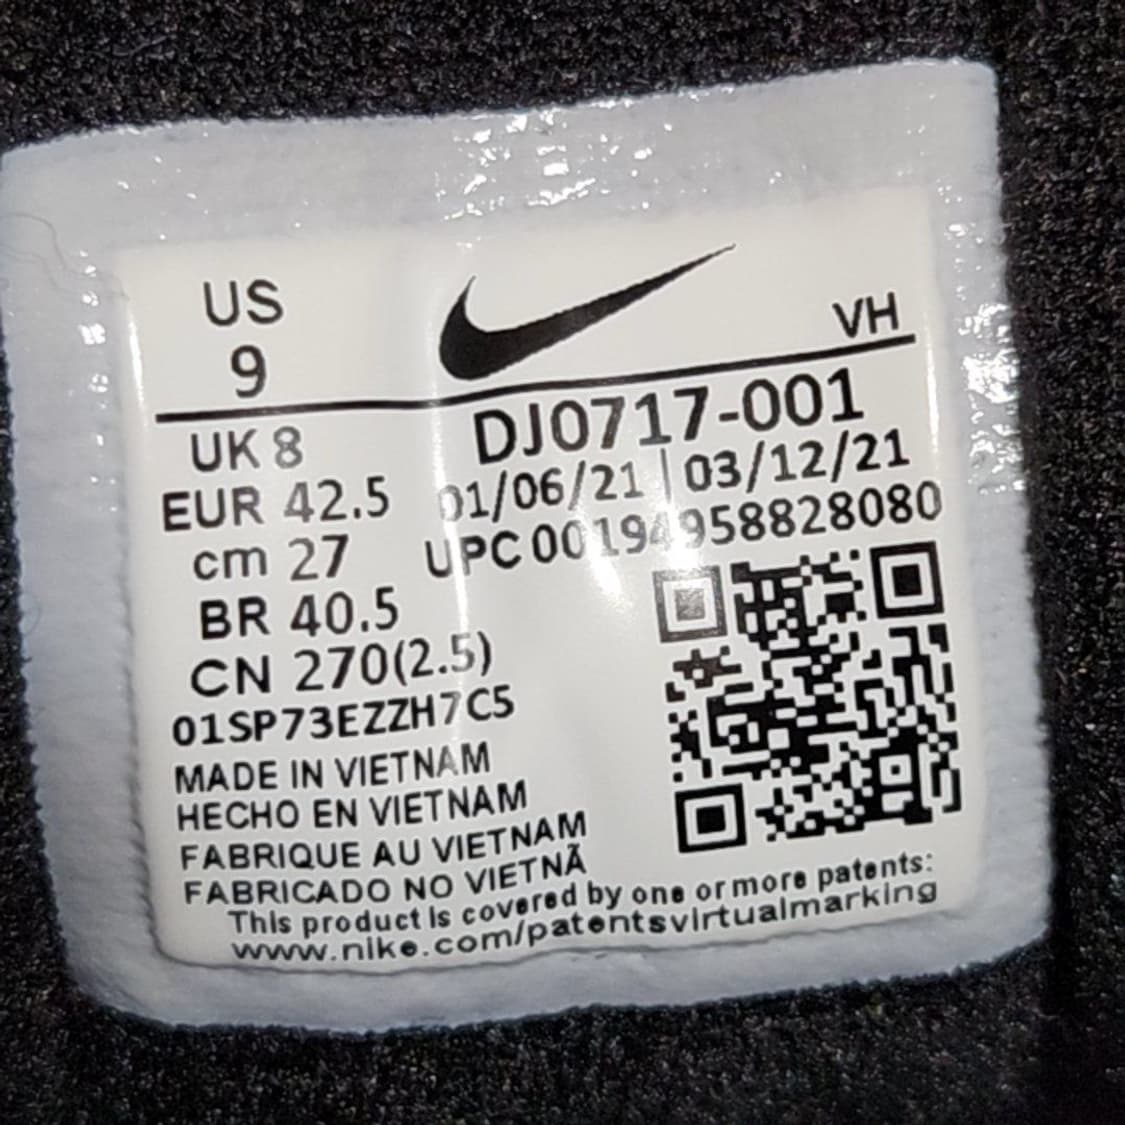 US
9
VH
UK 8
EUR 42.5
cm 27
BR 40.5
CN 270(2.5)
DJ0717-001
01/06/21 | 03/12/21
UPC 00194958828080
01SP73EZZH7C5
MADE IN VIETNAM
HECHO EN VIETNAM
FABRIQUE AU VIETNAM
FABRICADO NO VIETNÃ
This product is covered by one or more patents:
www.nike.com/patentsvirtualmarking